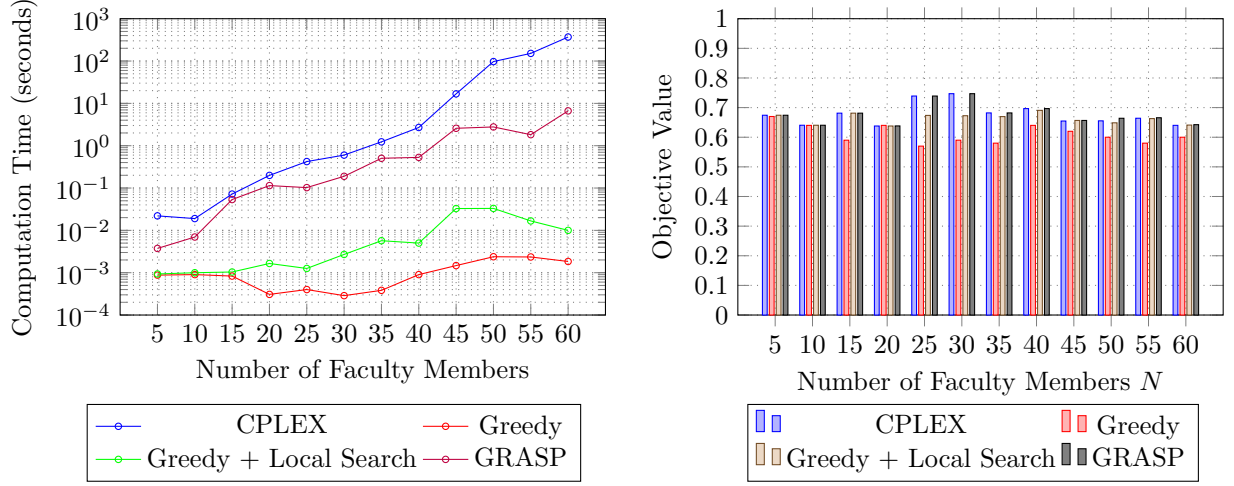 Computation Time (seconds)
10^3
10^2
10^1
10^0
10^−1
10^−2
10^−3
10^−4
5 10 15 20 25 30 35 40 45 50 55 60
Number of Faculty Members
CPLEX Greedy
Greedy + Local Search GRASP
Objective Value
1
0.9
0.8
0.7
0.6
0.5
0.4
0.3
0.2
0.1
0
5 10 15 20 25 30 35 40 45 50 55 60
Number of Faculty Members N
CPLEX Greedy
Greedy + Local Search GRASP